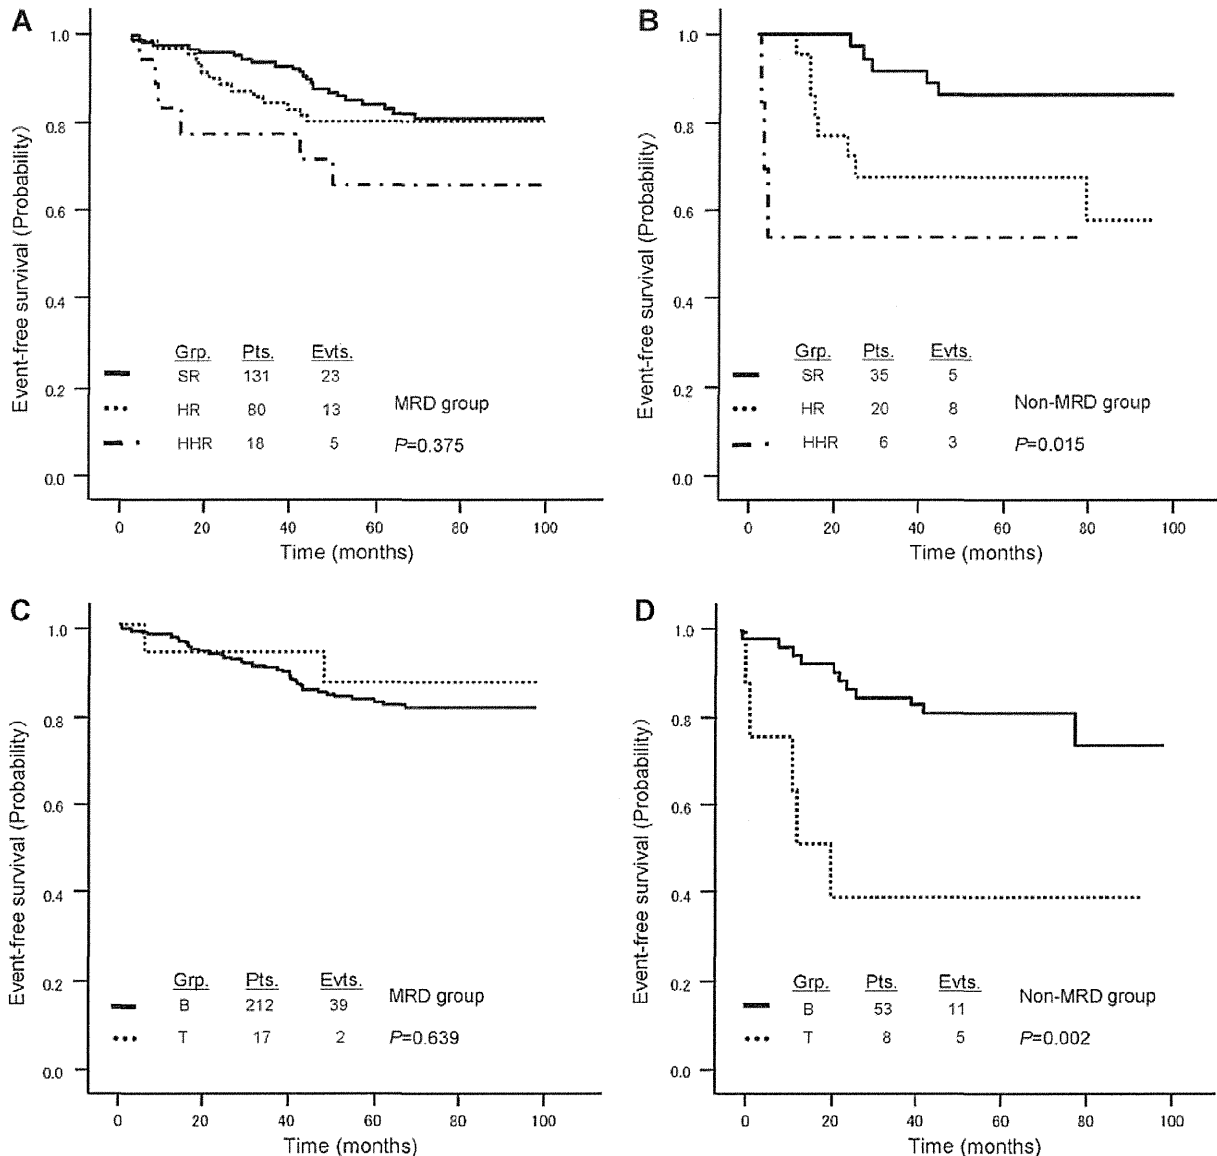 A
Event-free survival (Probability)
1.0
0.8
0.6
0.4
0.2
0.0
Grp. Pts. Evts.
SR 131 23
HR 80 13
HHR 18 5
MRD group
P=0.375
0 20 40 60 80 100
Time (months)
B
Event-free survival (Probability)
1.0
0.8
0.6
0.4
0.2
0.0
Grp. Pts. Evts.
SR 35 5
HR 20 8
HHR 6 3
Non-MRD group
P=0.015
0 20 40 60 80 100
Time (months)
C
Event-free survival (Probability)
1.0
0.8
0.6
0.4
0.2
0.0
Grp. Pts. Evts.
B 212 39
T 17 2
MRD group
P=0.639
0 20 40 60 80 100
Time (months)
D
Event-free survival (Probability)
1.0
0.8
0.6
0.4
0.2
0.0
Grp. Pts. Evts.
B 53 11
T 8 5
Non-MRD group
P=0.002
0 20 40 60 80 100
Time (months)